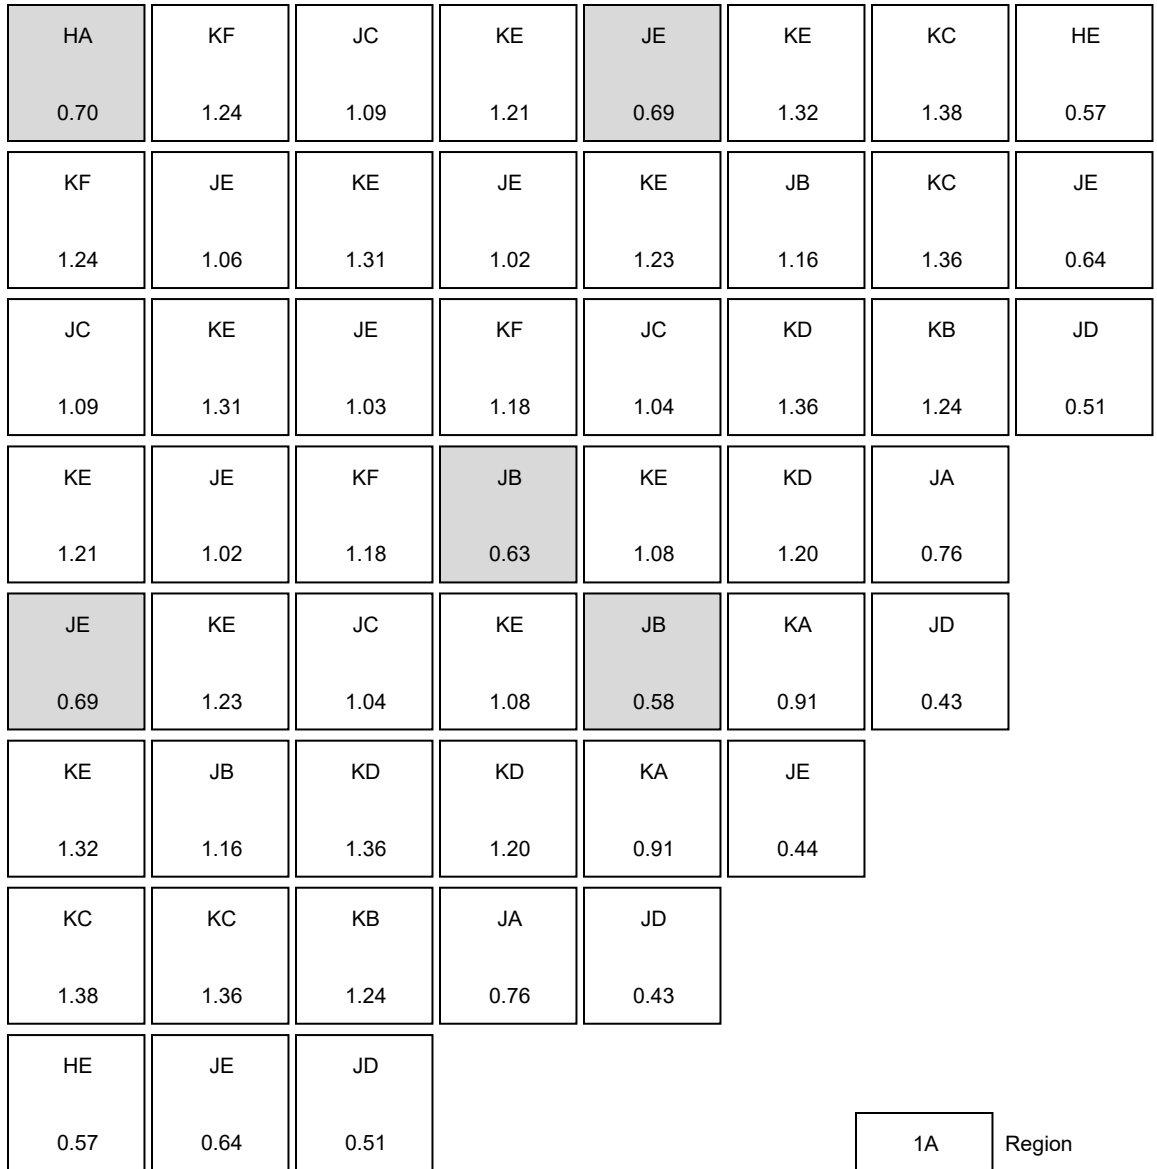 HA KF JC KE JE KE KC HE
0.70 1.24 1.09 1.21 0.69 1.32 1.38 0.57
KF JE KE JE KE JB KC JE
1.24 1.06 1.31 1.02 1.23 1.16 1.36 0.64
JC KE JE KF JC KD KB JD
1.09 1.31 1.03 1.18 1.04 1.36 1.24 0.51
KE JE KF JB KE KD JA
1.21 1.02 1.18 0.63 1.08 1.20 0.76
JE KE JC KE JB KA JD
0.69 1.23 1.04 1.08 0.58 0.91 0.43
KE JB KD KD KA JE
1.32 1.16 1.36 1.20 0.91 0.44
KC KC KB JA JD
1.38 1.36 1.24 0.76 0.43
HE JE JD
0.57 0.64 0.51 1A Region